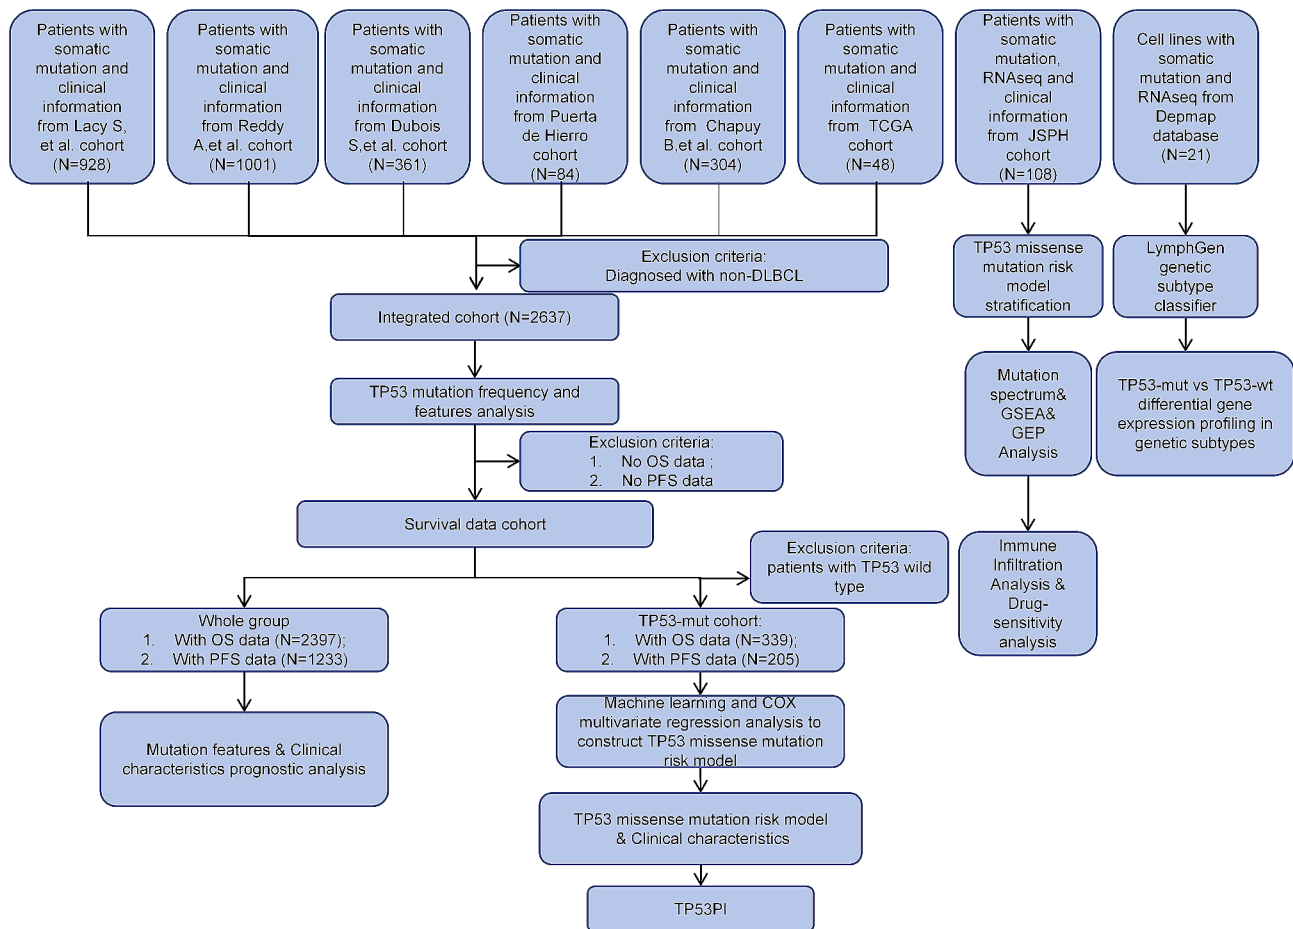 Patients with
somatic
mutation and
clinical
information
from Lacy S,
et al. cohort
(N=928)
Patients with
somatic
mutation and
clinical
information
from Reddy
A,et al. cohort
(N=1001)
Patients with
somatic
mutation and
clinical
information
from Dubois
S,et al. cohort
(N=361)
Patients with
somatic
mutation and
clinical
information
from Puerta
de Hierro
cohort
(N=84)
Patients with
somatic
mutation and
clinical
information
from Chapuy
B,et al. cohort
(N=304)
Patients with
somatic
mutation and
clinical
information
from TCGA
cohort
(N=48)
Patients with
somatic
mutation,
RNAseq and
clinical
information
from JSPH
cohort
(N=108)
Cell lines with
somatic
mutation and
RNAseq from
Depmap
database
(N=21)
Exclusion criteria:
Diagnosed with non-DLBCL
Integrated cohort (N=2637)
TP53 mutation frequency and
features analysis
Exclusion criteria:
1. No OS data ;
2. No PFS data
Survival data cohort
Exclusion criteria:
patients with TP53 wild
type
Whole group
1. With OS data (N=2397);
2. With PFS data (N=1233)
TP53-mut cohort:
1. With OS data (N=339);
2. With PFS data (N=205)
Mutation features & Clinical
characteristics prognostic analysis
Machine learning and COX
multivariate regression analysis to
construct TP53 missense mutation
risk model
TP53 missense mutation risk model
& Clinical characteristics
TP53PI
TP53 missense
mutation risk
model
stratification
Mutation
spectrum&
GSEA&
GEP
Analysis
Immune
Infiltration
Analysis &
Drug-
sensitivity
analysis
LymphGen
genetic
subtype
classifier
TP53-mut vs TP53-wt
differential gene
expression profiling in
genetic subtypes